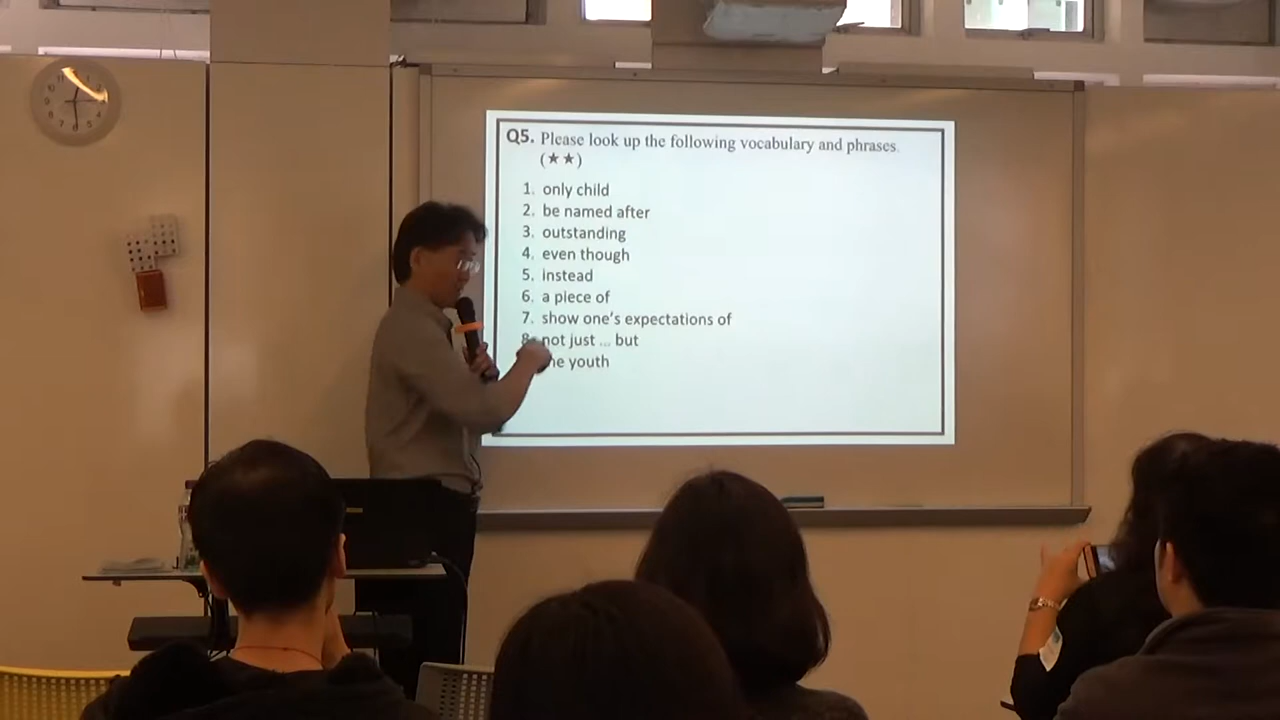 Q5. Please look up the following vocabulary and phrases.
(★★)
1. only child
2. be named after
3. outstanding
4. even though
5. instead
6. a piece of
7. show one's expectations of
8. not just ... but
youth